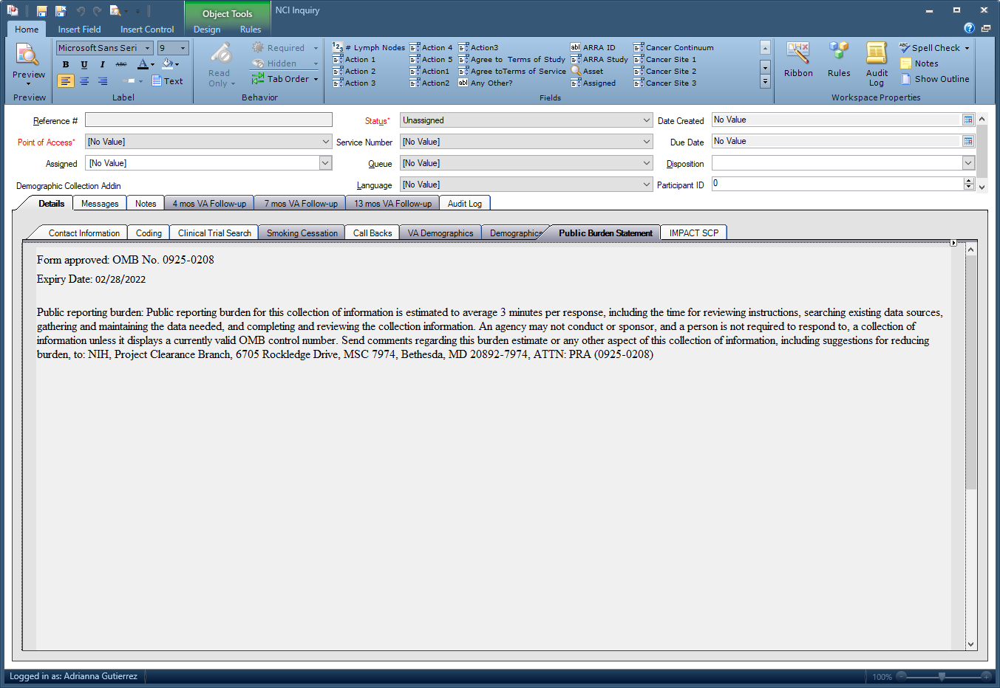 Object Tools
NCI Inquiry
Home
Insert Field
Insert Control
Design
Rules
Preview
Preview
Microsoft Sans Seri
9
B U I ABC A
Text
Label
Read Only
Required
Hidden
Tab Order
Behavior
# Lymph Nodes
Action 4
Action3
ARRA ID
Cancer Continuum
Action 1
Action 5
Agree to Terms of Study
ARRA Study
Cancer Site 1
Action 2
Action1
Agree toTerms of Service
Asset
Cancer Site 2
Action 3
Action2
Any Other?
Assigned
Cancer Site 3
Fields
Ribbon
Rules
Audit Log
Spell Check
Notes
Show Outline
Workspace Properties
Reference #
Status*
Unassigned
Date Created
No Value
Point of Access*
[No Value]
Service Number
[No Value]
Due Date
No Value
Assigned
[No Value]
Queue
[No Value]
Disposition
Demographic Collection Addin
Language
[No Value]
Participant ID
0
Details
Messages
Notes
4 mos VA Follow-up
7 mos VA Follow-up
13 mos VA Follow-up
Audit Log
Contact Information
Coding
Clinical Trial Search
Smoking Cessation
Call Backs
VA Demographics
Demographics
Public Burden Statement
IMPACT SCP
Form approved: OMB No. 0925-0208
Expiry Date: 02/28/2022
Public reporting burden: Public reporting burden for this collection of information is estimated to average 3 minutes per response, including the time for reviewing instructions, searching existing data sources,
gathering and maintaining the data needed, and completing and reviewing the collection information. An agency may not conduct or sponsor, and a person is not required to respond to, a collection of
information unless it displays a currently valid OMB control number. Send comments regarding this burden estimate or any other aspect of this collection of information, including suggestions for reducing
burden, to: NIH, Project Clearance Branch, 6705 Rockledge Drive, MSC 7974, Bethesda, MD 20892-7974, ATTN: PRA (0925-0208)
Logged in as: Adrianna Gutierrez
100%